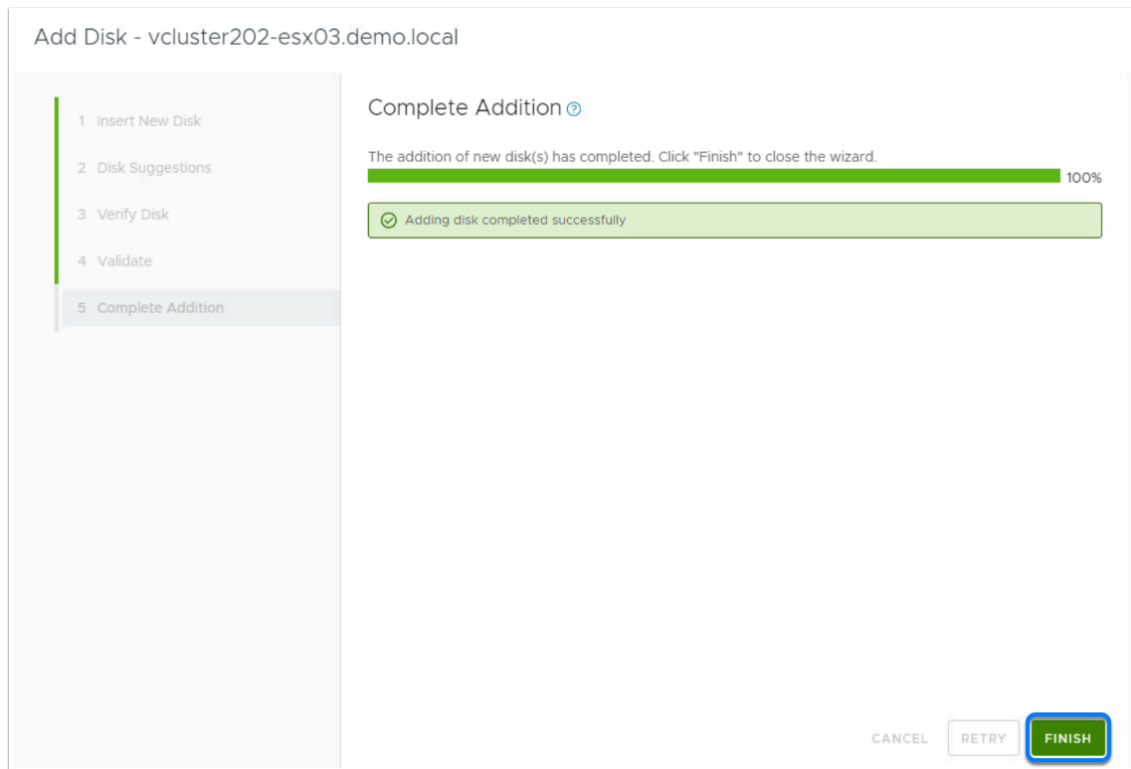 Add Disk - vcluster202-esx03.demo.local
1 Insert New Disk
2 Disk Suggestions
3 Verify Disk
4 Validate
5 Complete Addition
Complete Addition
The addition of new disk(s) has completed. Click "Finish" to close the wizard.
100%
Adding disk completed successfully
CANCEL
RETRY
FINISH